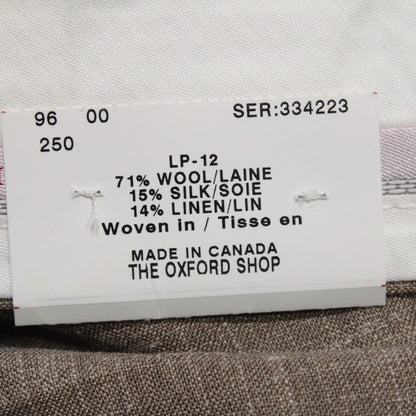 96 00 SER:334223
250
LP-12
71% WOOL/LAINE
15% SILK/SOIE
14% LINEN/LIN
Woven in / Tisse en
MADE IN CANADA
THE OXFORD SHOP